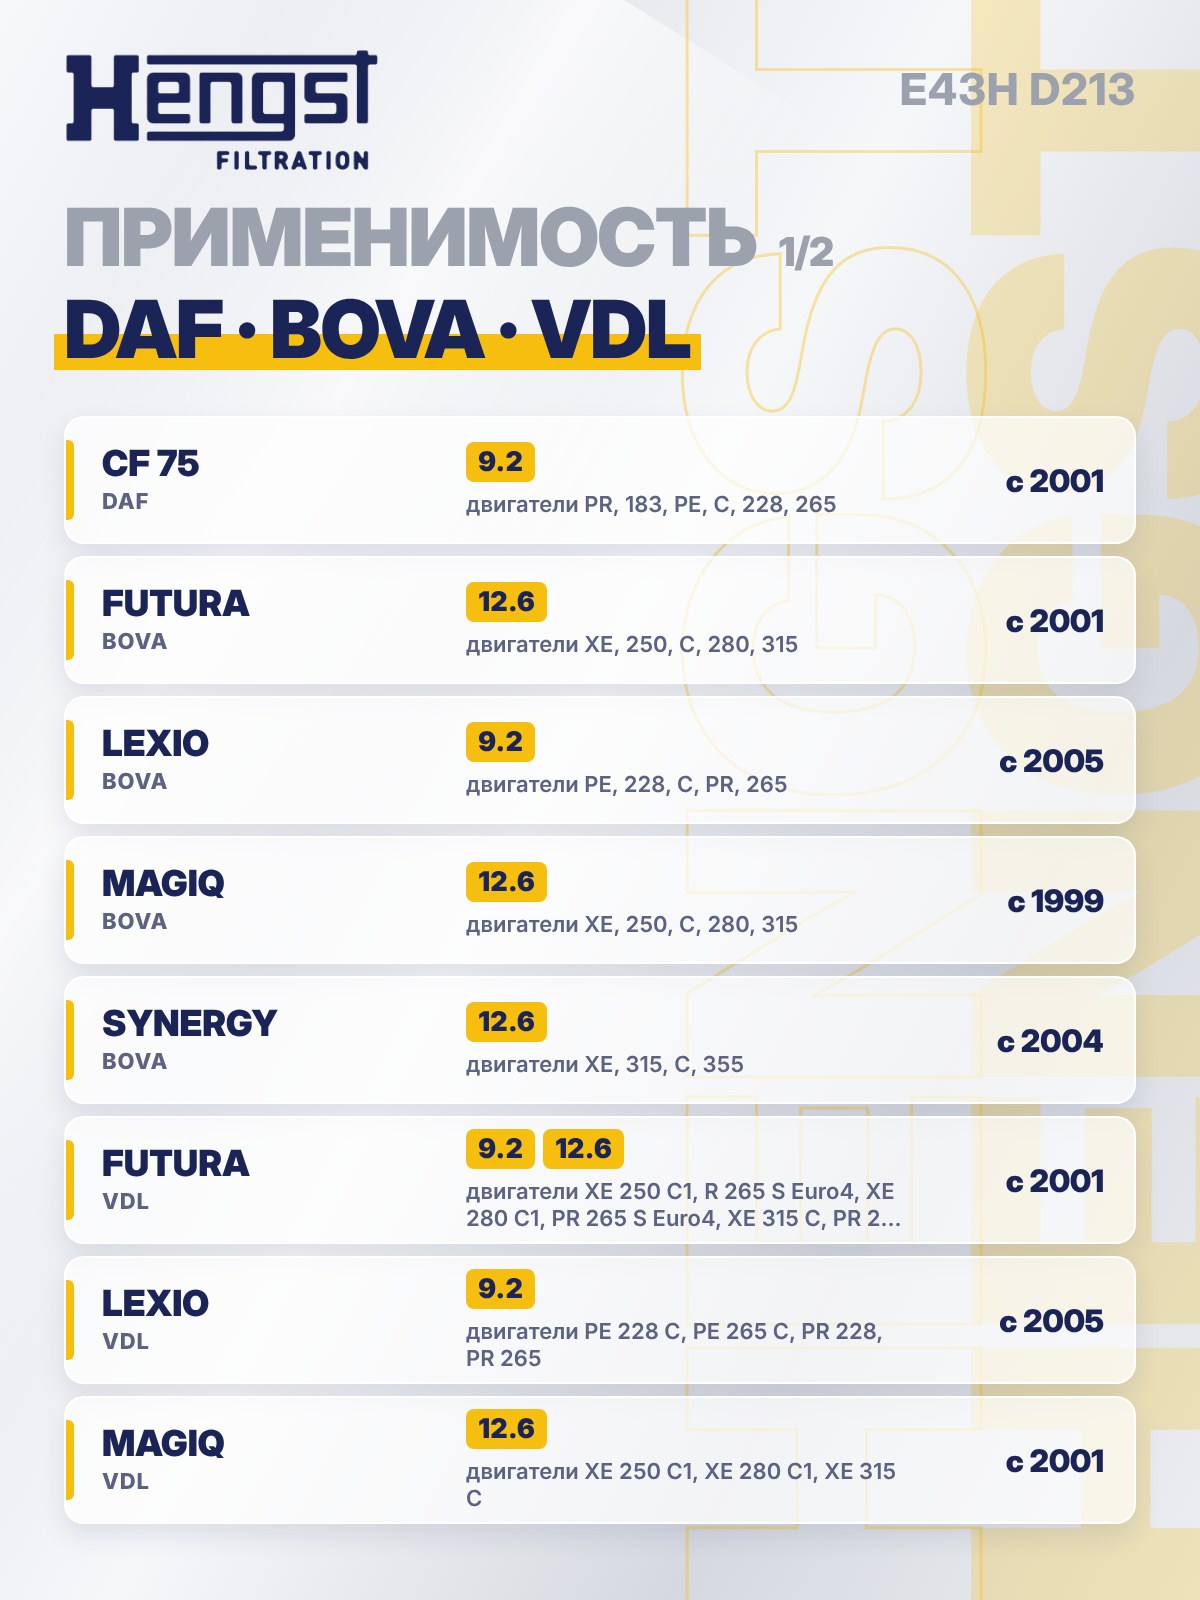 Hengst
FILTRATION
E43H D213
ПРИМЕНИМОСТЬ 1/2
DAF · BOVA · VDL
CF 75
DAF
9.2
двигатели PR, 183, PE, C, 228, 265
с 2001
FUTURA
BOVA
12.6
двигатели XE, 250, C, 280, 315
с 2001
LEXIO
BOVA
9.2
двигатели PE, 228, C, PR, 265
с 2005
MAGIQ
BOVA
12.6
двигатели XE, 250, C, 280, 315
с 1999
SYNERGY
BOVA
12.6
двигатели XE, 315, C, 355
с 2004
FUTURA
VDL
9.2 12.6
двигатели XE 250 C1, R 265 S Euro4, XE
280 C1, PR 265 S Euro4, XE 315 C, PR 2...
с 2001
LEXIO
VDL
9.2
двигатели PE 228 C, PE 265 C, PR 228,
PR 265
с 2005
MAGIQ
VDL
12.6
двигатели XE 250 C1, XE 280 C1, XE 315
C
с 2001
HENGST
HENGST